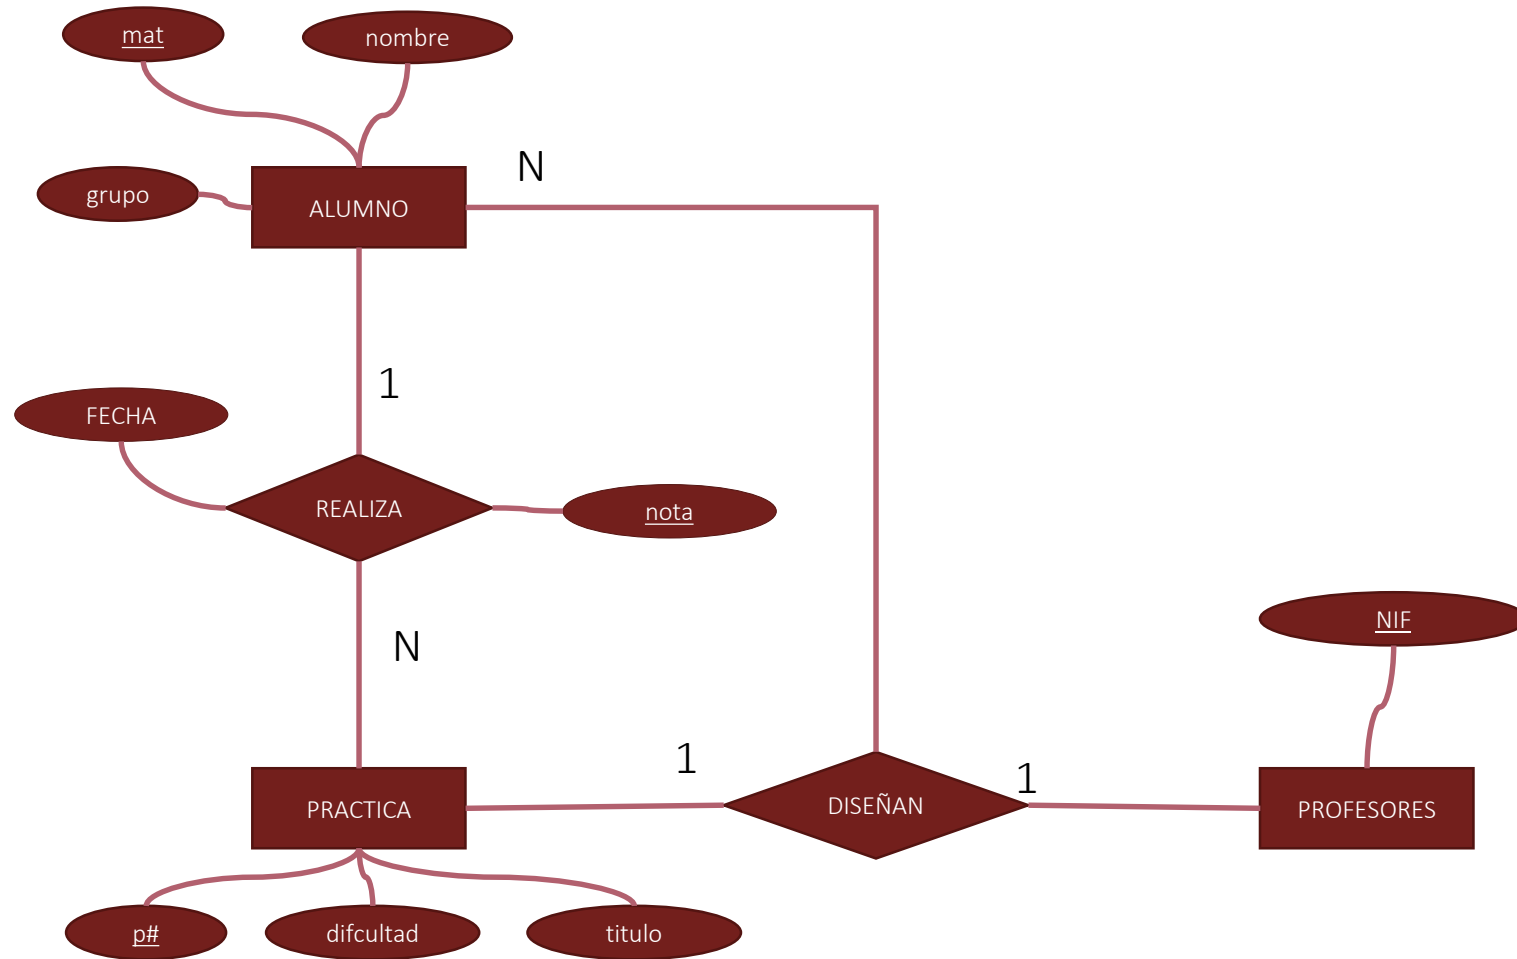 mat
nombre
N
grupo
ALUMNO
1
FECHA
REALIZA
nota
NIF
N
1
1
PRACTICA
DISEÑAN
PROFESORES
p#
difcultad
titulo